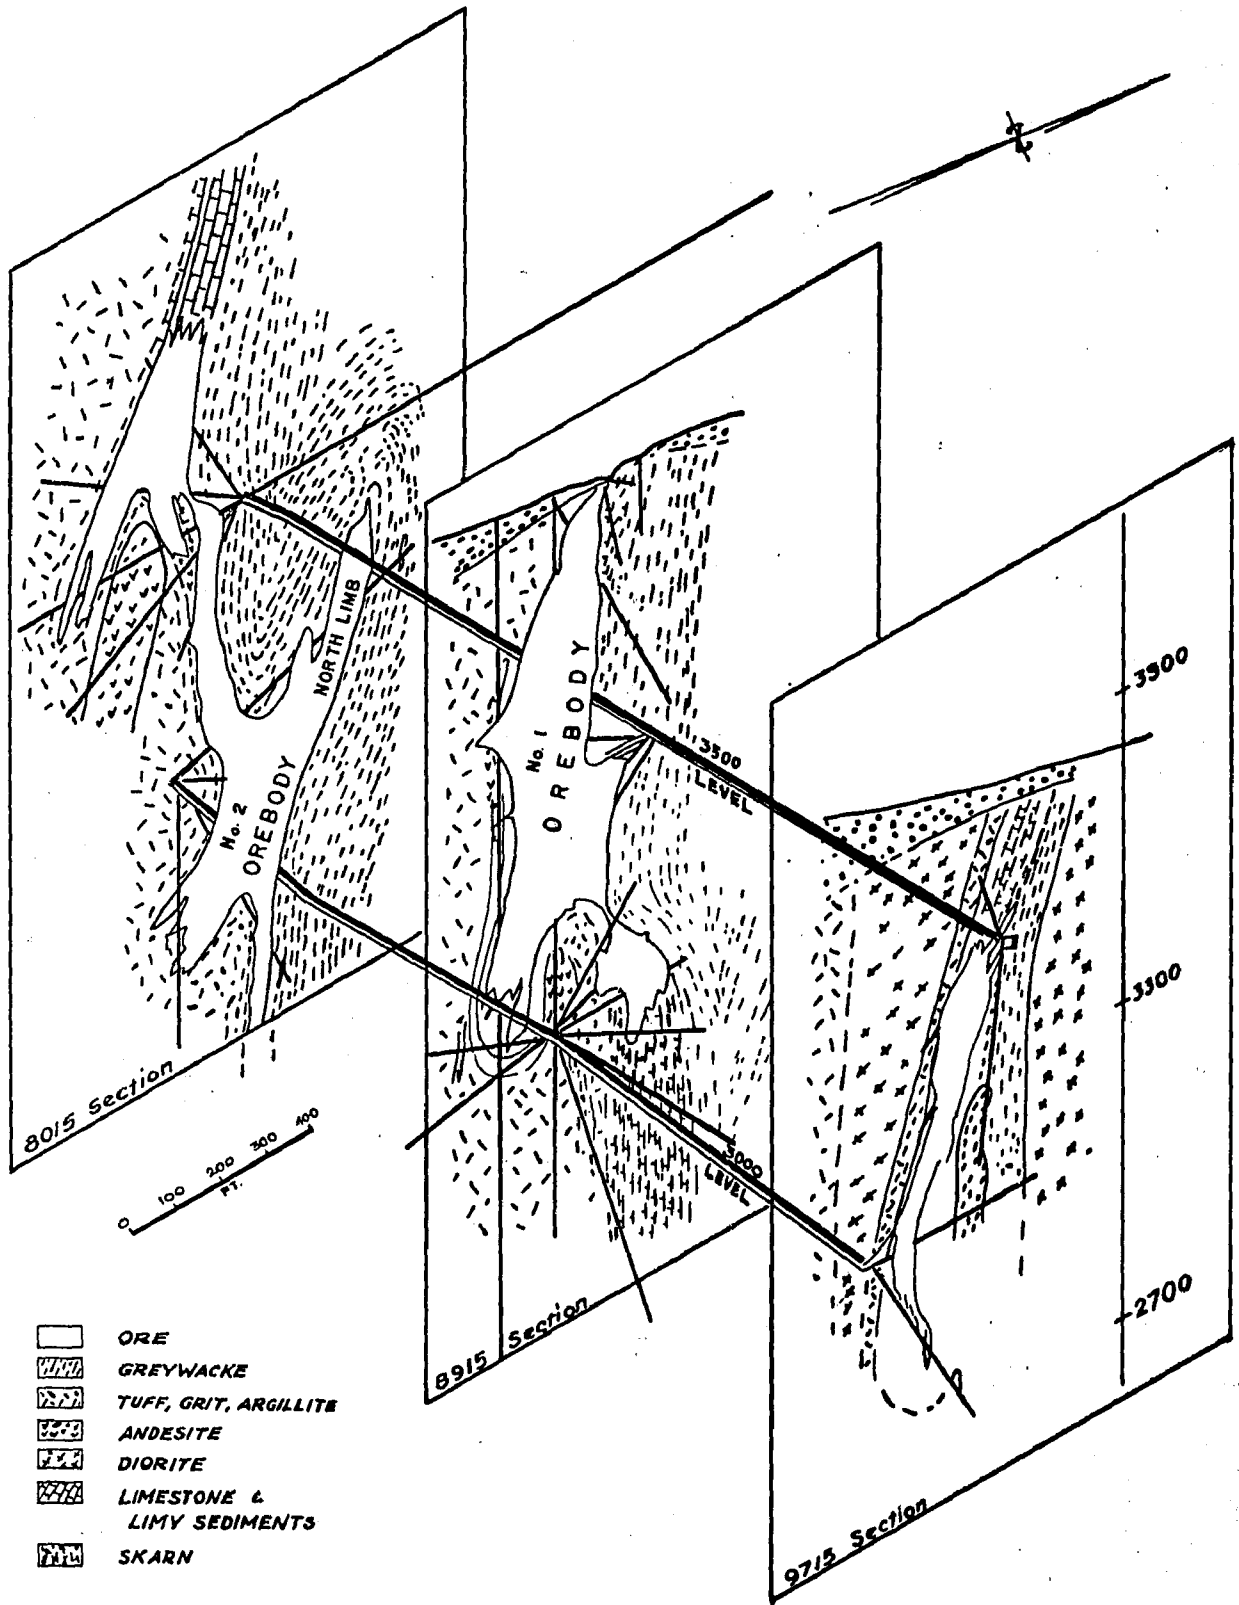 N
NORTH LIMB
No. 2
OREBODY
No. 1
OREBODY
3500
LEVEL
3000
LEVEL
3900
3300
2700
8015 Section
8915 Section
9715 Section
0 100 200 300 400
FT.
ORE
GREYWACKE
TUFF, GRIT, ARGILLITE
ANDESITE
DIORITE
LIMESTONE &
LIMY SEDIMENTS
SKARN